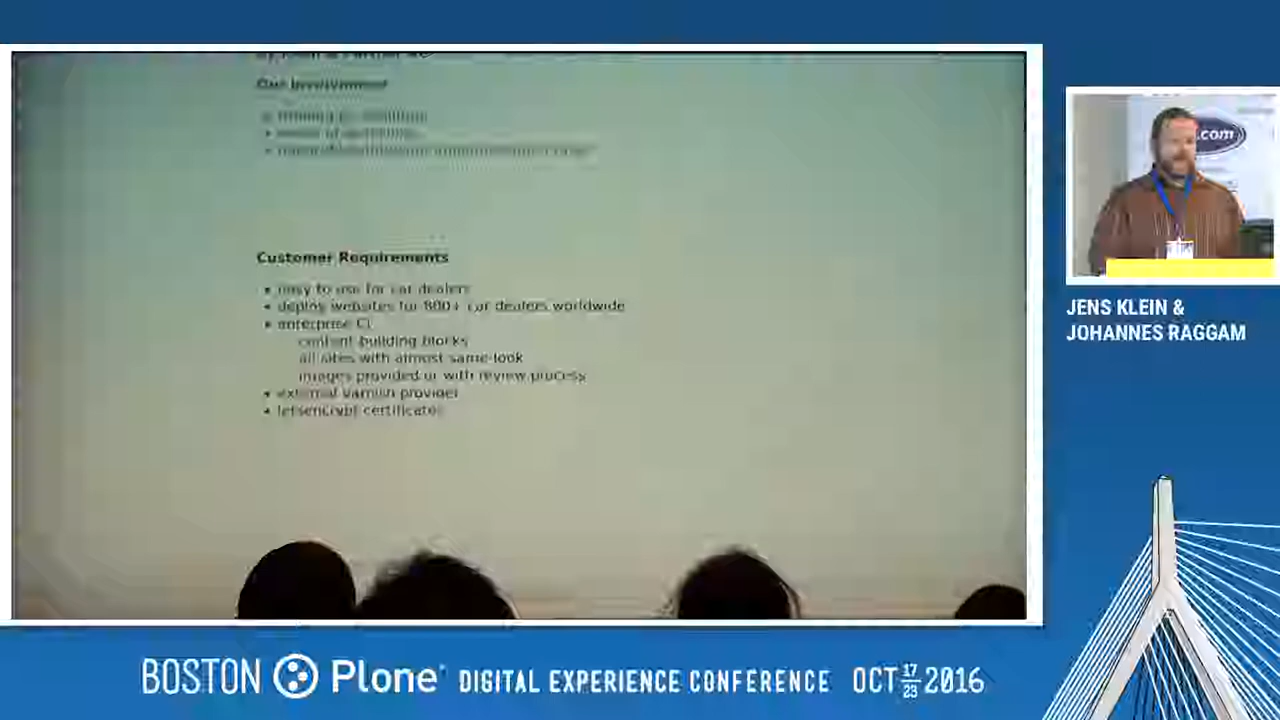 Our Involvement
Customer Requirements
• easy to use for car dealers
• deploy websites for 800+ car dealers worldwide
• enterprise CI
content building blocks
all sites with almost same look
images provided or with review process
• external varnish provider
• letsencrypt certificates
.com
JENS KLEIN &
JOHANNES RAGGAM
BOSTON Plone® DIGITAL EXPERIENCE CONFERENCE OCT 17 23 2016